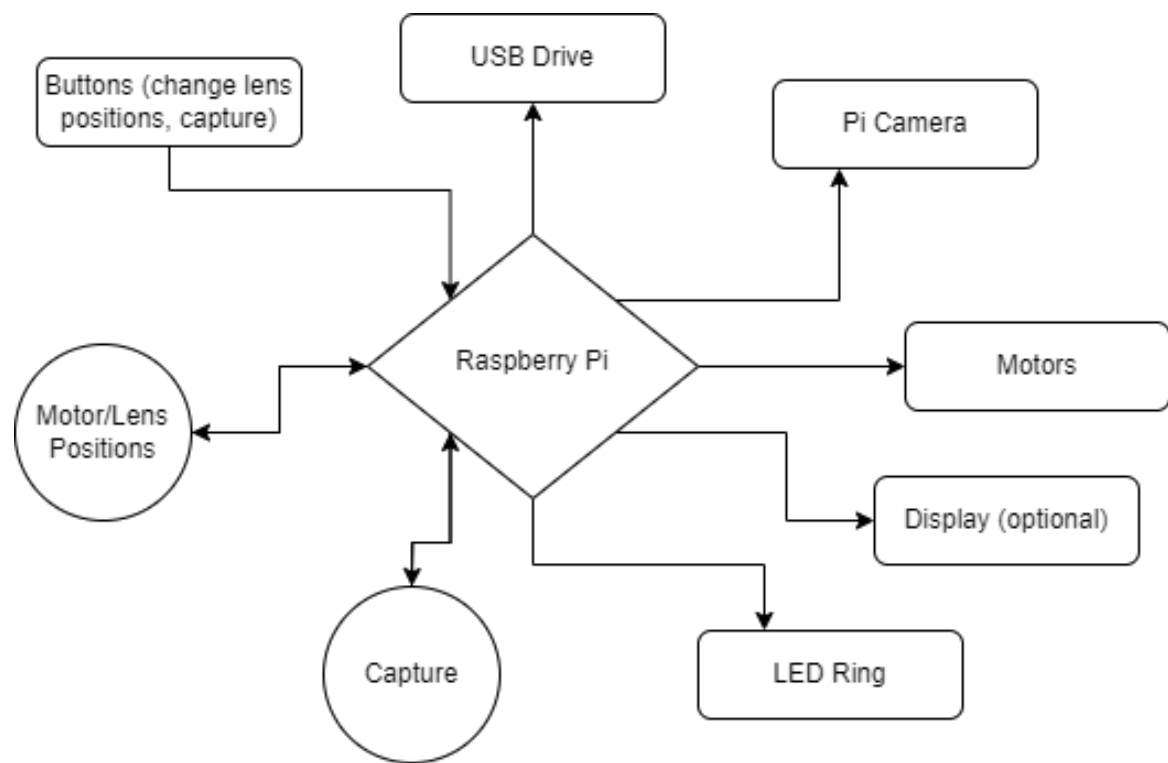 USB Drive
Buttons (change lens
positions, capture)
Pi Camera
Raspberry Pi
Motors
Motor/Lens
Positions
Display (optional)
Capture
LED Ring